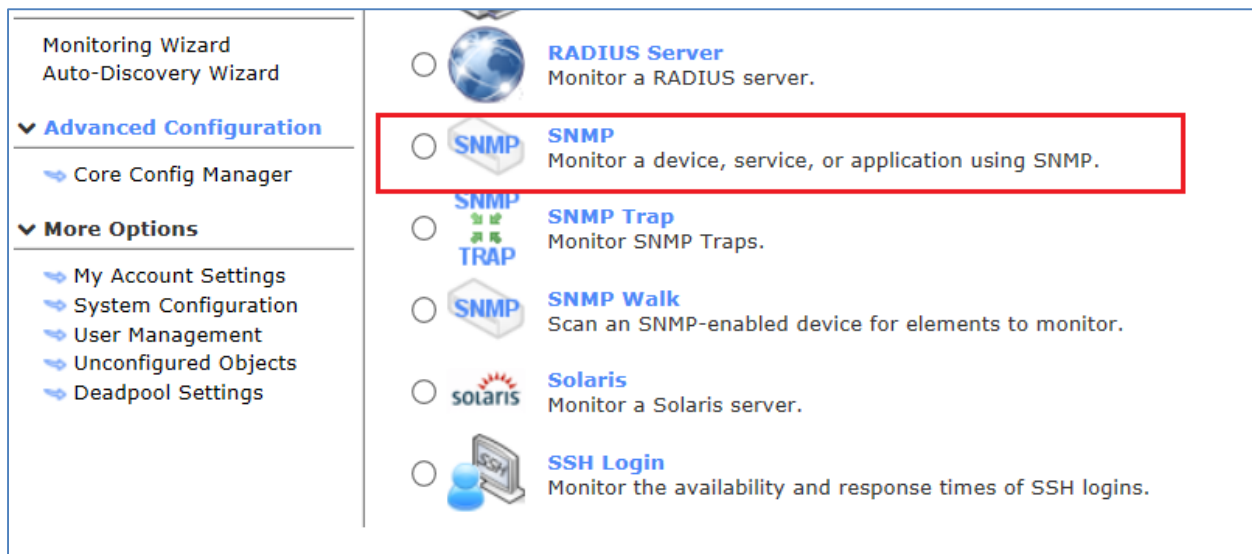 Monitoring Wizard
Auto-Discovery Wizard
Advanced Configuration
Core Config Manager
More Options
My Account Settings
System Configuration
User Management
Unconfigured Objects
Deadpool Settings
RADIUS Server
Monitor a RADIUS server.
SNMP
SNMP
Monitor a device, service, or application using SNMP.
SNMP
TRAP
SNMP Trap
Monitor SNMP Traps.
SNMP
SNMP Walk
Scan an SNMP-enabled device for elements to monitor.
solaris
Solaris
Monitor a Solaris server.
SSH
SSH Login
Monitor the availability and response times of SSH logins.